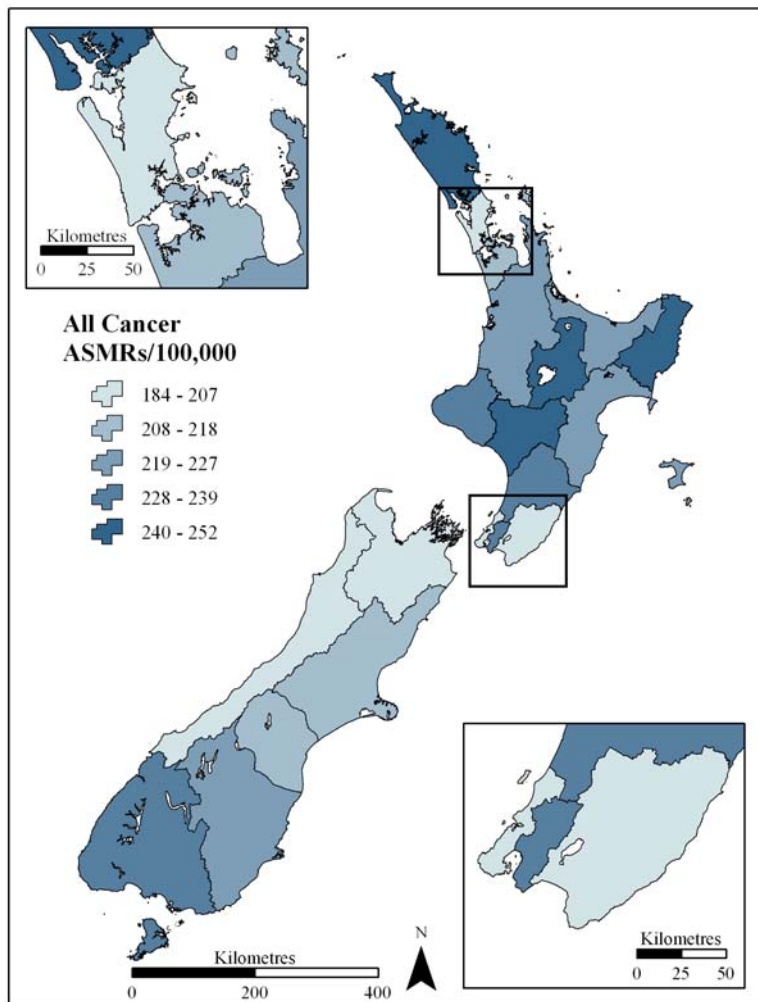 Kilometres
0 25 50
All Cancer
ASMRs/100,000
184 - 207
208 - 218
219 - 227
228 - 239
240 - 252
N
Kilometres
0 200 400
Kilometres
0 25 50